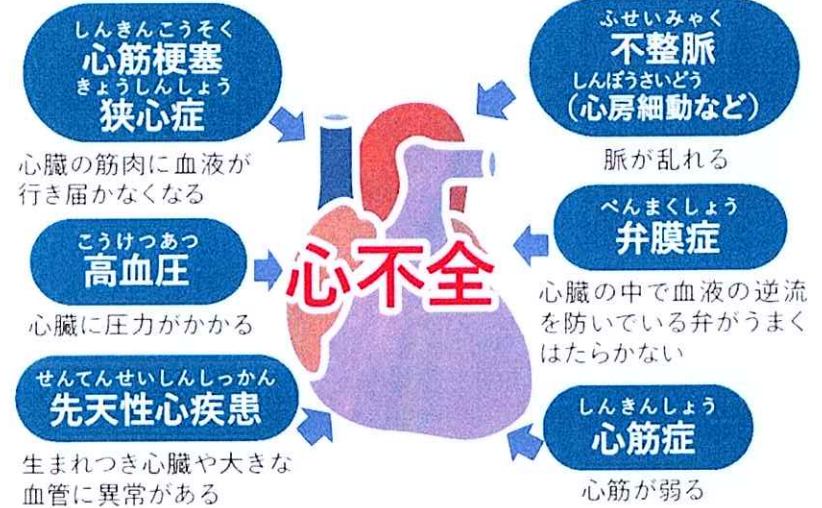 しんきんこうそく
心筋梗塞
きょうしんしょう
狭心症
心臓の筋肉に血液が
行き届かなくなる
こうけつあつ
高血圧
心臓に圧力がかかる
せんてんせいしんしっかん
先天性心疾患
生まれつき心臓や大きな
血管に異常がある
心不全
ふせいみゃく
不整脈
しんぼうさいどう
（心房細動など）
脈が乱れる
べんまくしょう
弁膜症
心臓の中で血液の逆流
を防いでいる弁がうまく
はたらかない
しんきんしょう
心筋症
心筋が弱る